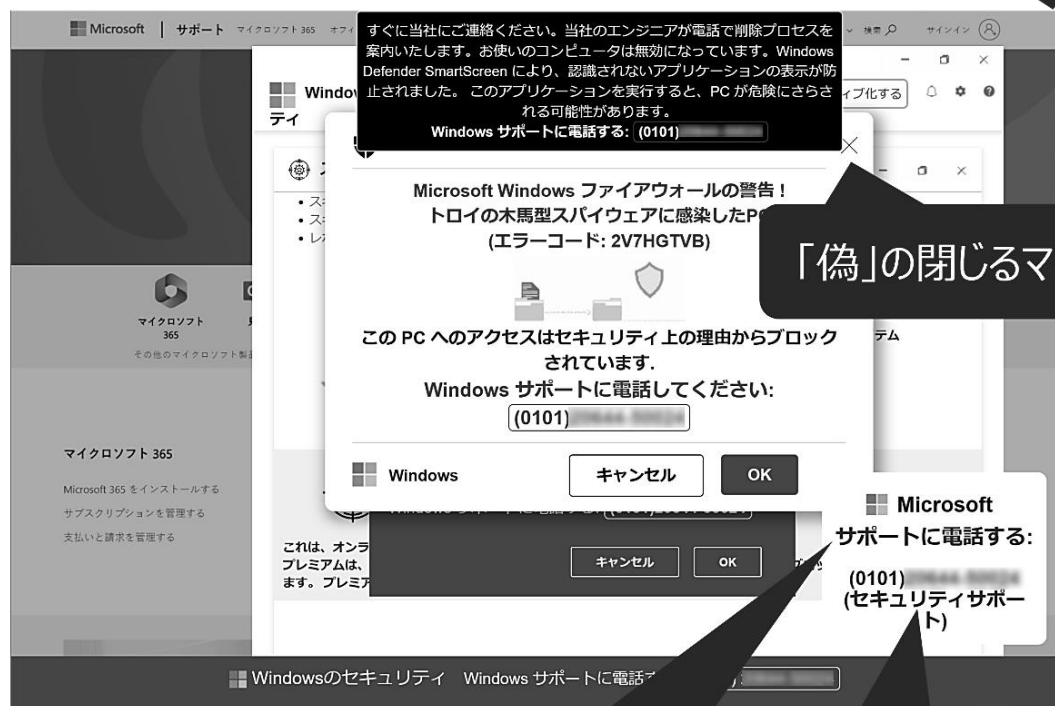 Microsoft | サポート マイクロソフト 365 オフィ
検索 サインイン
すぐに当社にご連絡ください。当社のエンジニアが電話で削除プロセスを
案内いたします。お使いのコンピュータは無効になっています。Windows
Defender SmartScreen により、認識されないアプリケーションの表示が防
止されました。 このアプリケーションを実行すると、PC が危険にさらさ
れる可能性があります。
Windows サポートに電話する: (0101)
Windov
ティ
ィブ化する
Microsoft Windows ファイアウォールの警告！
トロイの木馬型スパイウェアに感染したPC
(エラーコード: 2V7HGTVB)
「偽」の閉じるマ
この PC へのアクセスはセキュリティ上の理由からブロック
されています.
Windows サポートに電話してください:
(0101)
Windows キャンセル OK
マイクロソフト
365
その他のマイクロソフト製品
テム
マイクロソフト 365
Microsoft 365 をインストールする
サブスクリプションを管理する
支払いと請求を管理する
これは、オンラ
プレミアムは、
ます。プレミア
キャンセル OK
Microsoft
サポートに電話する:
(0101)
(セキュリティサポー
ト)
Windowsのセキュリティ Windows サポートに電話す